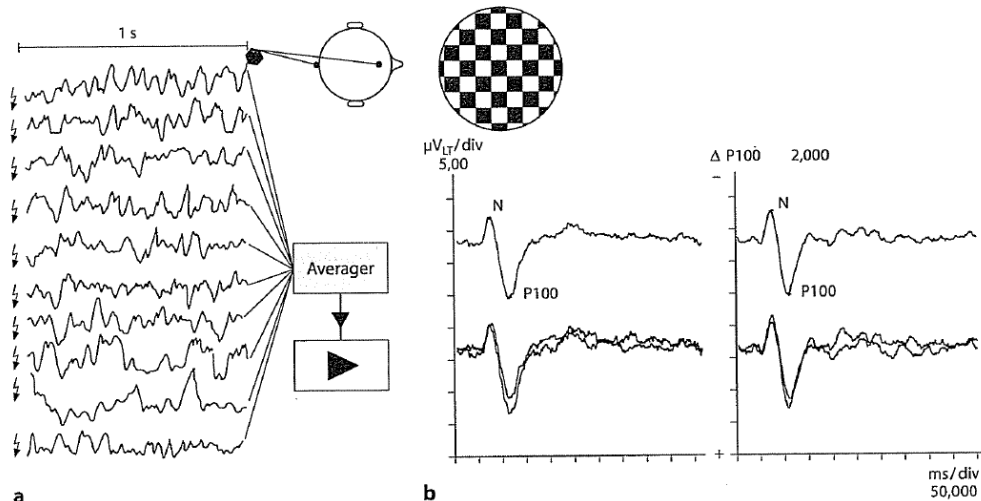 1 s
Averager
a
µV_LT/div
5,00
N
P100
b
Δ P100 2,000
−
N
P100
+
ms/div
50,000